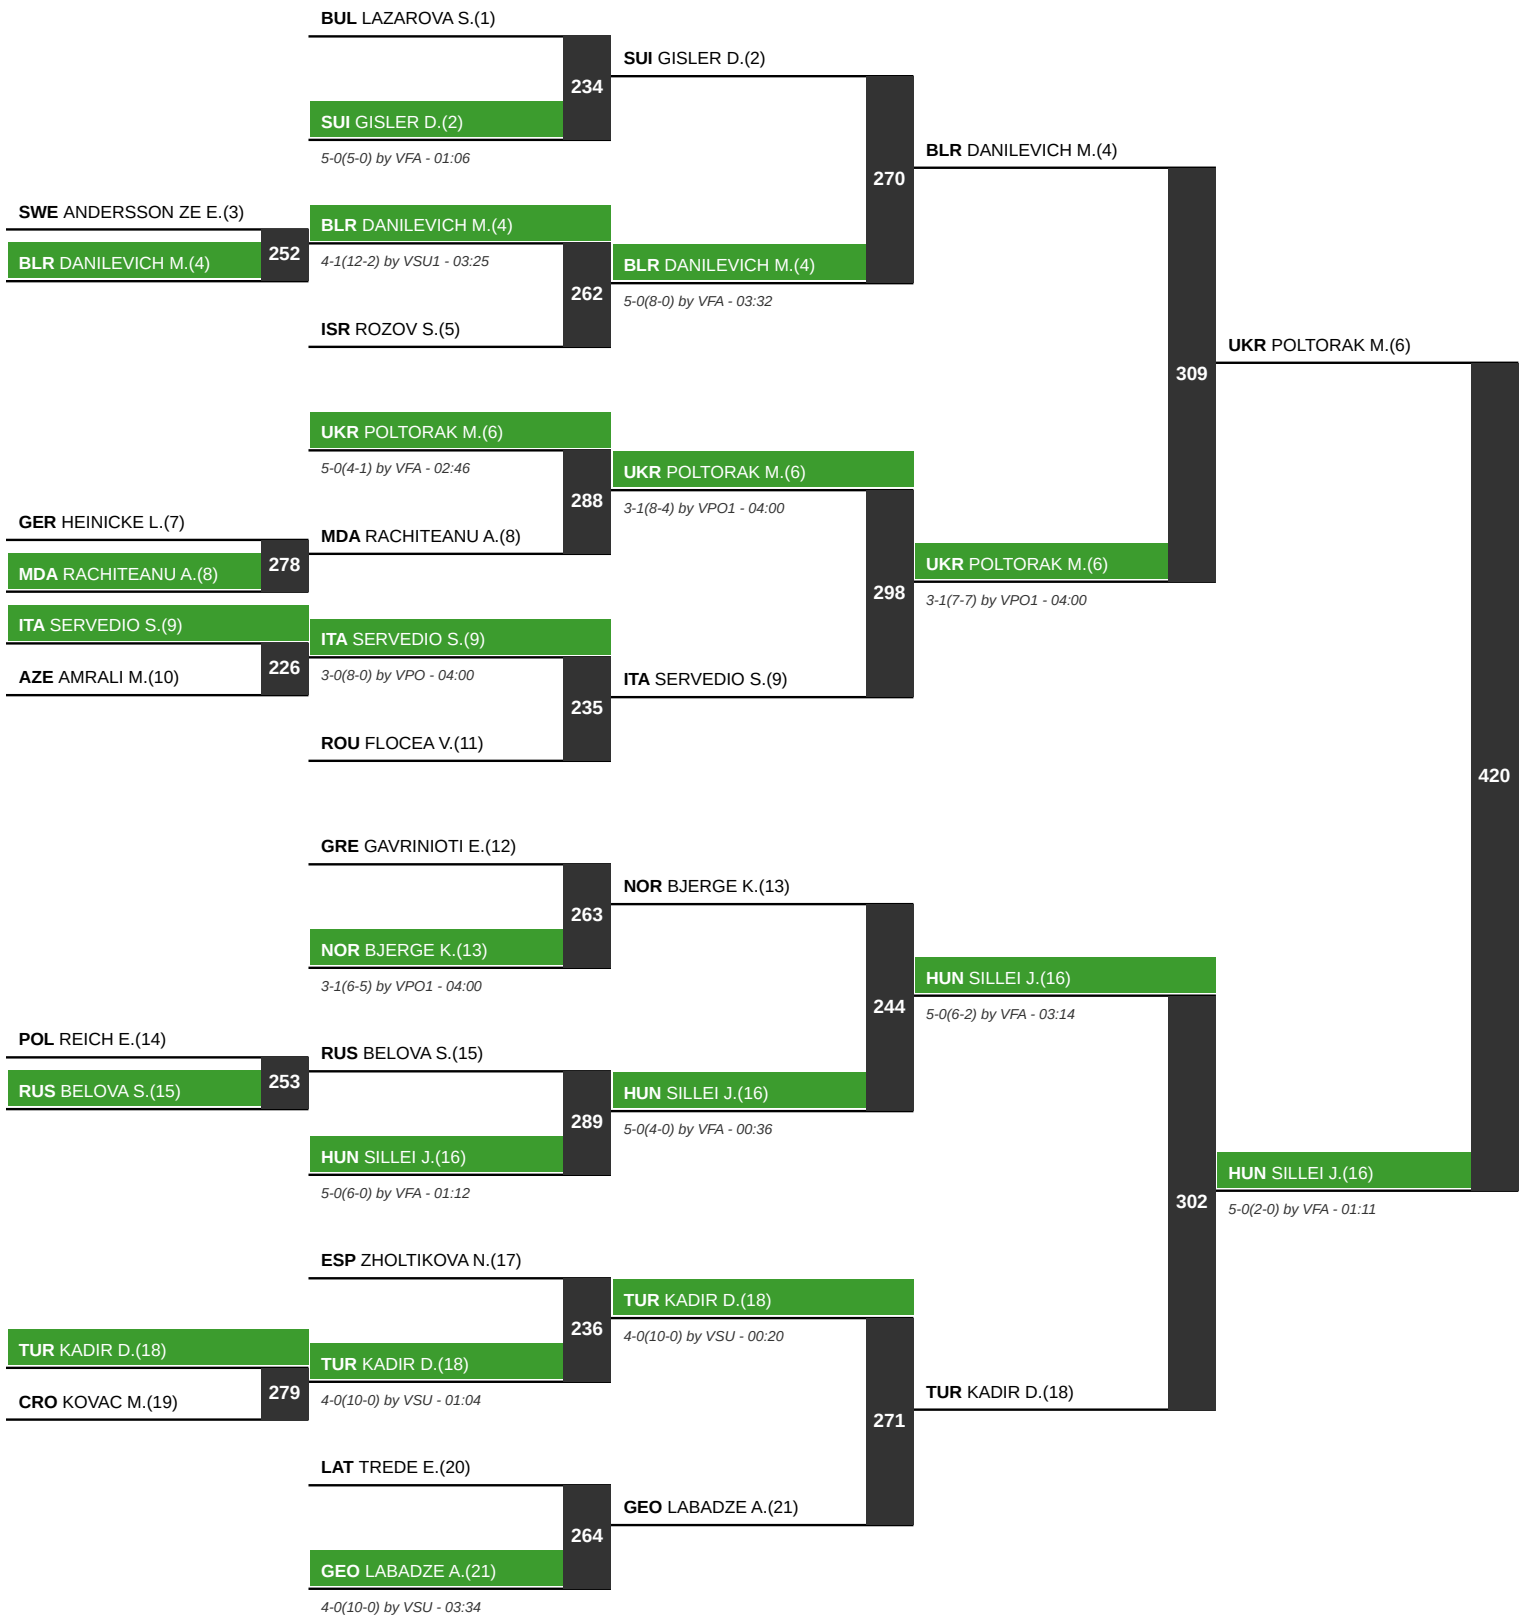 BUL LAZAROVA S.(1)
234
SUI GISLER D.(2)
5-0(5-0) by VFA - 01:06
SWE ANDERSSON ZE E.(3)
252
BLR DANILEVICH M.(4)
BLR DANILEVICH M.(4)
4-1(12-2) by VSU1 - 03:25
262
ISR ROZOV S.(5)
UKR POLTORAK M.(6)
5-0(4-1) by VFA - 02:46
288
GER HEINICKE L.(7)
278
MDA RACHITEANU A.(8)
MDA RACHITEANU A.(8)
ITA SERVEDIO S.(9)
226
AZE AMRALI M.(10)
ITA SERVEDIO S.(9)
3-0(8-0) by VPO - 04:00
235
ROU FLOCEA V.(11)
GRE GAVRINIOTI E.(12)
263
NOR BJERGE K.(13)
3-1(6-5) by VPO1 - 04:00
POL REICH E.(14)
253
RUS BELOVA S.(15)
RUS BELOVA S.(15)
289
HUN SILLEI J.(16)
5-0(6-0) by VFA - 01:12
ESP ZHOLTIKOVA N.(17)
236
TUR KADIR D.(18)
279
CRO KOVAC M.(19)
TUR KADIR D.(18)
4-0(10-0) by VSU - 01:04
LAT TREDE E.(20)
264
GEO LABADZE A.(21)
4-0(10-0) by VSU - 03:34
SUI GISLER D.(2)
270
BLR DANILEVICH M.(4)
5-0(8-0) by VFA - 03:32
UKR POLTORAK M.(6)
3-1(8-4) by VPO1 - 04:00
298
ITA SERVEDIO S.(9)
NOR BJERGE K.(13)
244
HUN SILLEI J.(16)
5-0(4-0) by VFA - 00:36
TUR KADIR D.(18)
4-0(10-0) by VSU - 00:20
271
GEO LABADZE A.(21)
BLR DANILEVICH M.(4)
309
UKR POLTORAK M.(6)
3-1(7-7) by VPO1 - 04:00
HUN SILLEI J.(16)
5-0(6-2) by VFA - 03:14
302
TUR KADIR D.(18)
UKR POLTORAK M.(6)
420
HUN SILLEI J.(16)
5-0(2-0) by VFA - 01:11